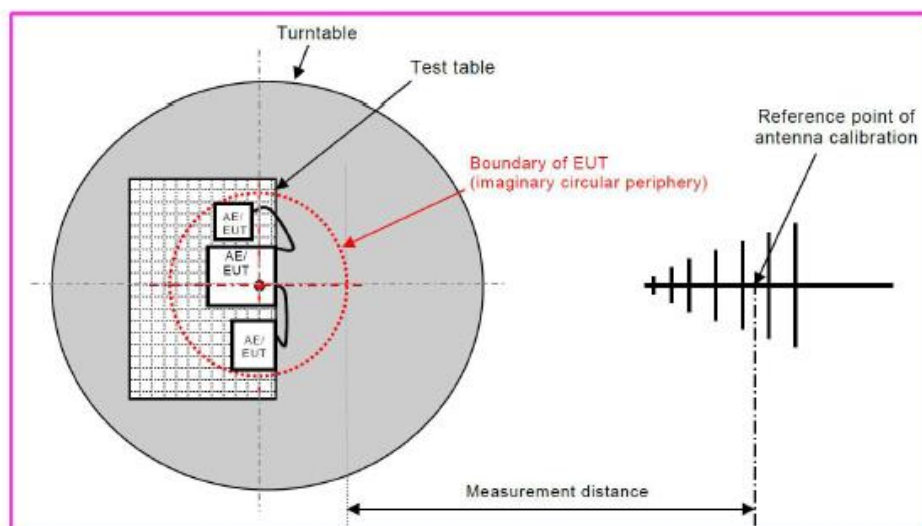 Turntable
Test table
Reference point of
antenna calibration
Boundary of EUT
(imaginary circular periphery)
AE/
EUT
AE/
EUT
AE/
EUT
Measurement distance